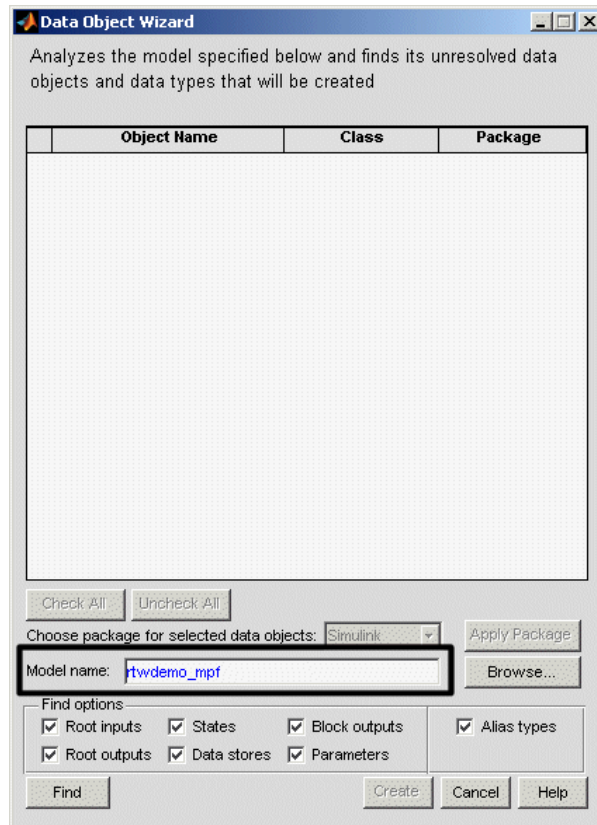 Data Object Wizard
Analyzes the model specified below and finds its unresolved data
objects and data types that will be created
Object Name Class Package
Check All Uncheck All
Choose package for selected data objects: Simulink Apply Package
Model name: rtwdemo_mpf Browse...
Find options
Root inputs States Block outputs Alias types
Root outputs Data stores Parameters
Find Create Cancel Help